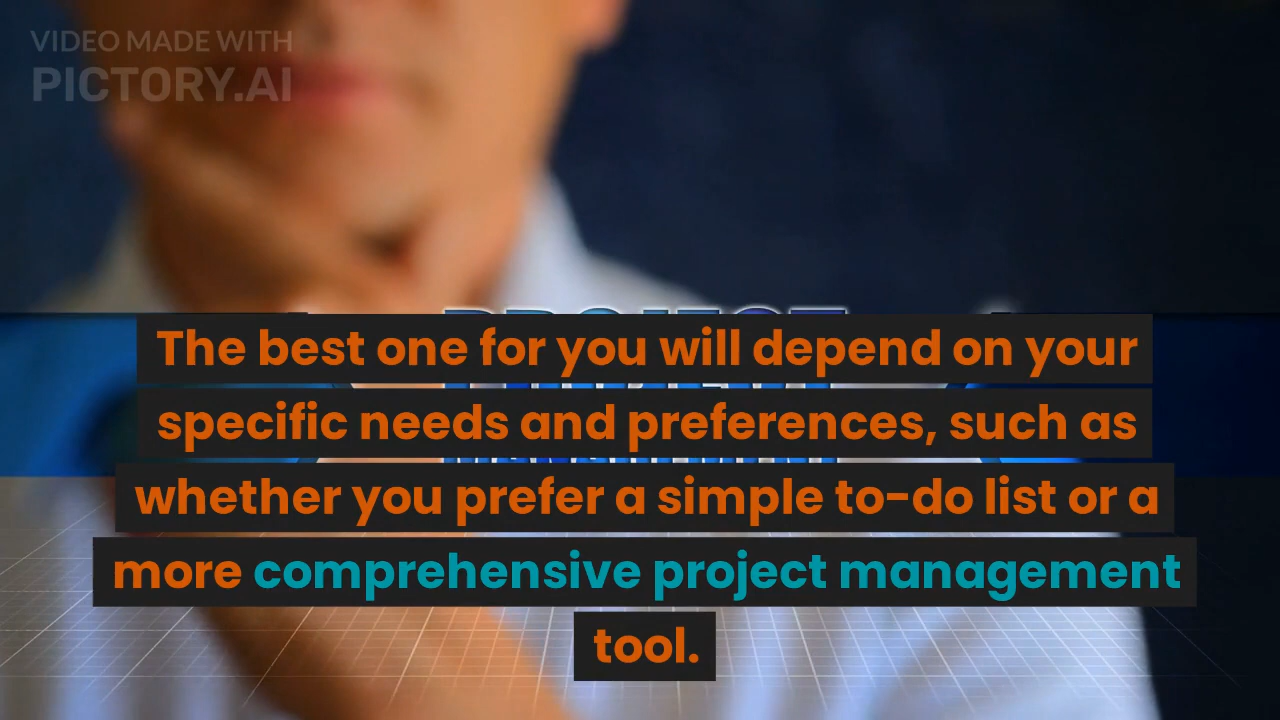 VIDEO MADE WITH
PICTORY.AI
PROJECT
The best one for you will depend on your
specific needs and preferences, such as
whether you prefer a simple to-do list or a
more comprehensive project management
tool.